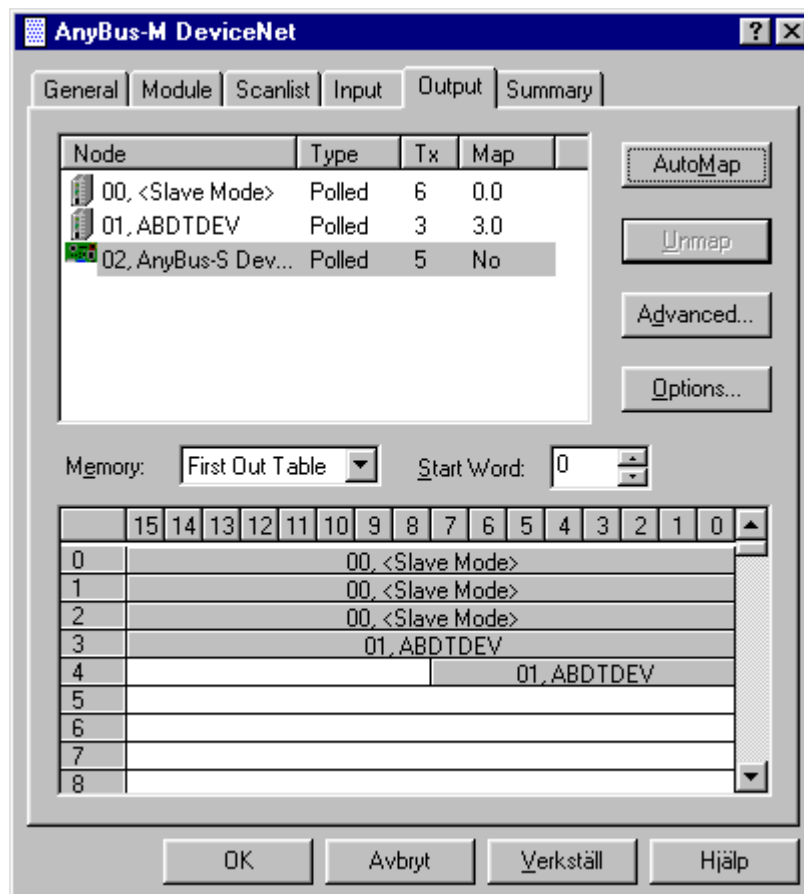 AnyBus-M DeviceNet
General Module Scanlist Input Output Summary
Node Type Tx Map
00, <Slave Mode> Polled 6 0.0
01, ABDTDEV Polled 3 3.0
02, AnyBus-S Dev... Polled 5 No
AutoMap
Unmap
Advanced...
Options...
Memory: First Out Table Start Word: 0
15 14 13 12 11 10 9 8 7 6 5 4 3 2 1 0
0 00, <Slave Mode>
1 00, <Slave Mode>
2 00, <Slave Mode>
3 01, ABDTDEV
4 01, ABDTDEV
5
6
7
8
OK Avbryt Verkställ Hjälp